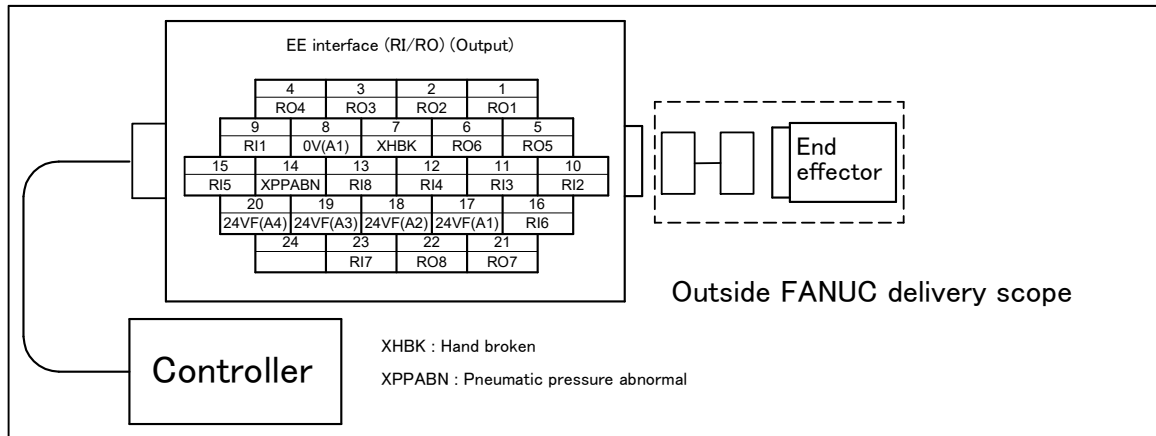 EE interface (RI/RO) (Output)
4 3 2 1
RO4 RO3 RO2 RO1
9 8 7 6 5
RI1 0V(A1) XHBK RO6 RO5
15 14 13 12 11 10
RI5 XPPABN RI8 RI4 RI3 RI2
20 19 18 17 16
24VF(A4) 24VF(A3) 24VF(A2) 24VF(A1) RI6
24 23 22 21
RI7 RO8 RO7
End
effector
Outside FANUC delivery scope
Controller
XHBK : Hand broken
XPPABN : Pneumatic pressure abnormal